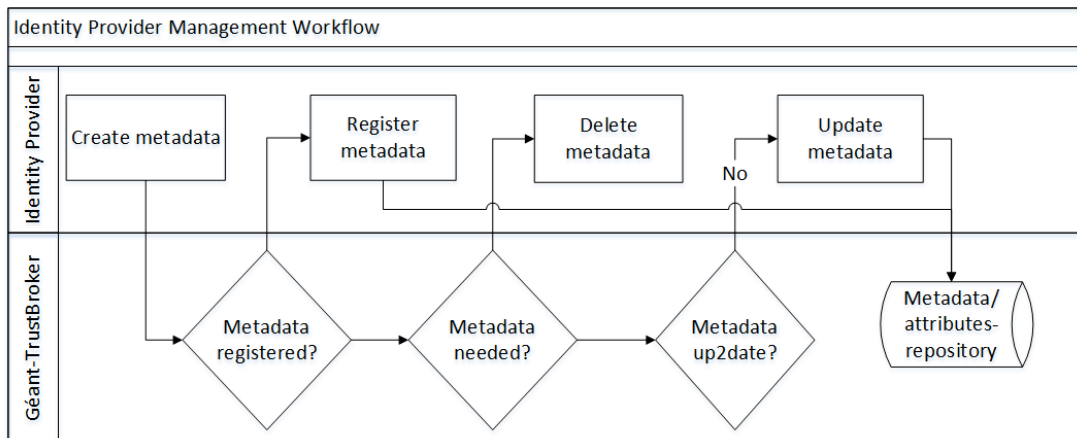 Identity Provider Management Workflow
Identity Provider
Create metadata
Register
metadata
Delete
metadata
Update
metadata
No
Géant-TrustBroker
Metadata
registered?
Metadata
needed?
Metadata
up2date?
Metadata/
attributes-
repository